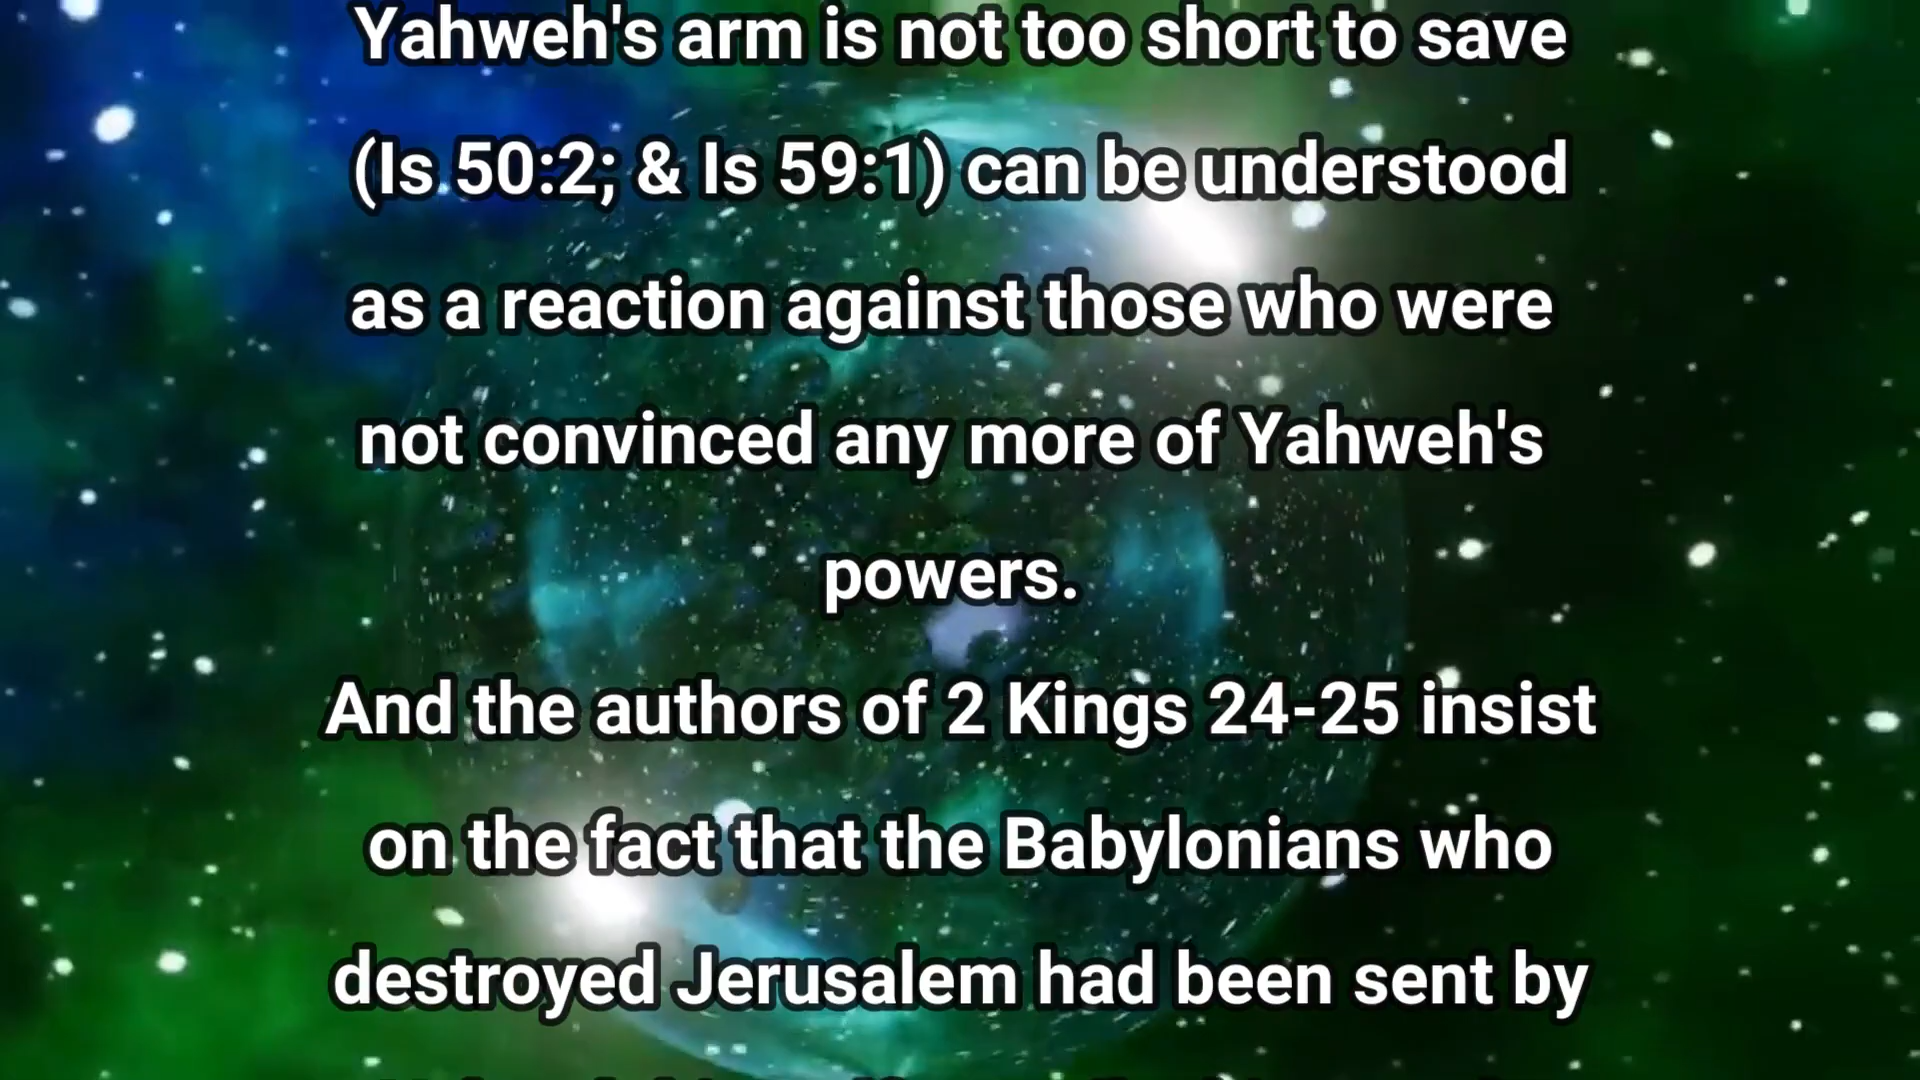 Yahweh's arm is not too short to save
(Is 50:2; & Is 59:1) can be understood
as a reaction against those who were
not convinced any more of Yahweh's
powers.
And the authors of 2 Kings 24-25 insist
on the fact that the Babylonians who
destroyed Jerusalem had been sent by